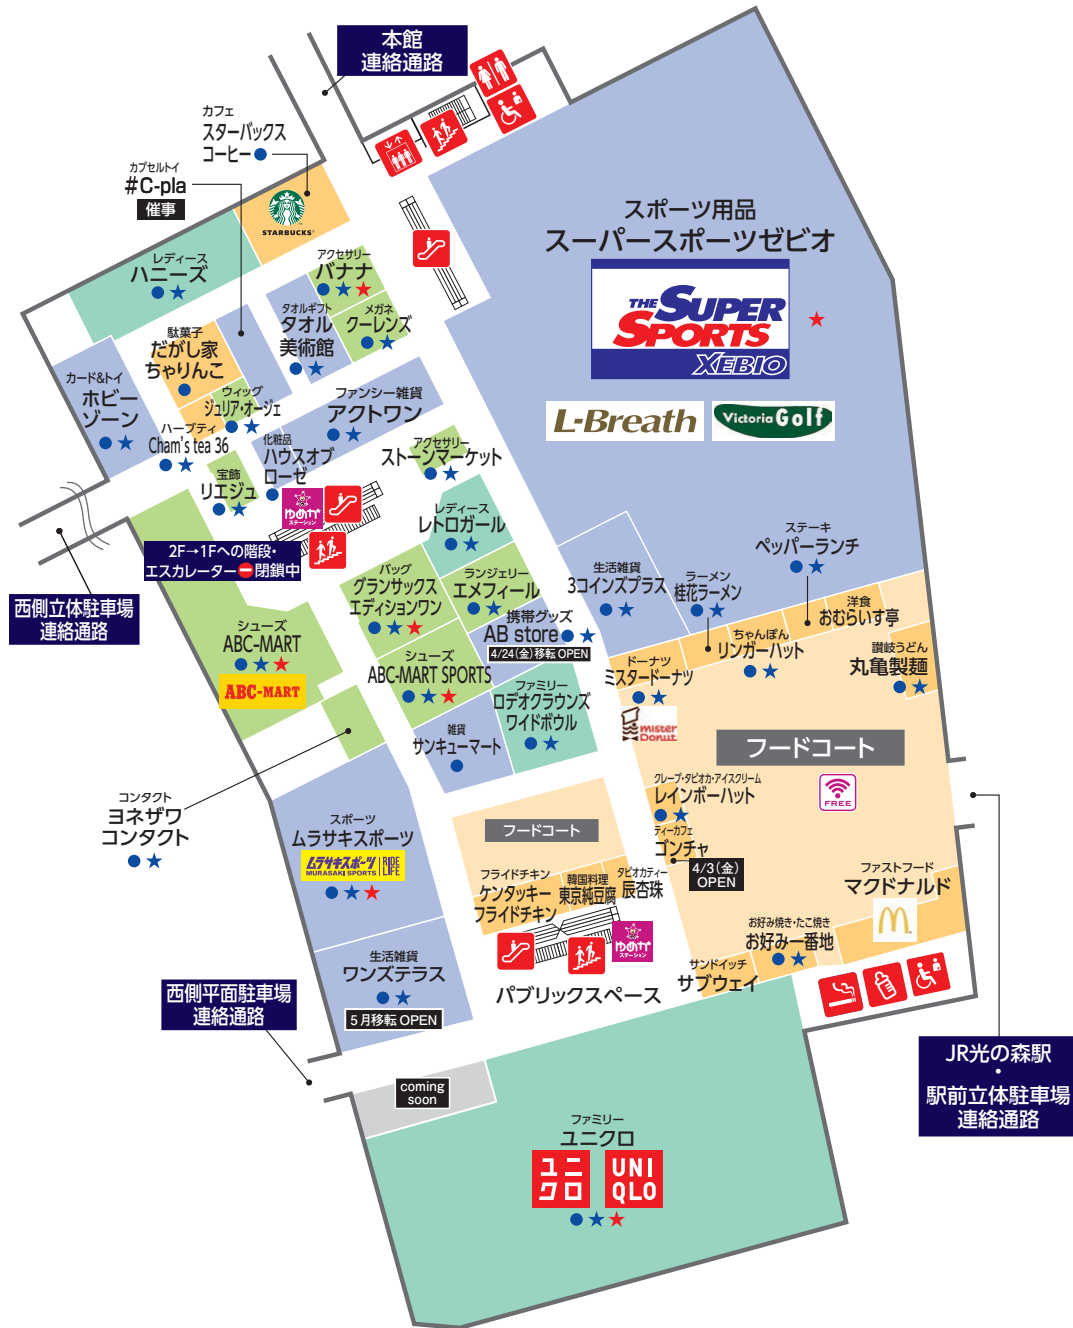 本館
連絡通路
カフェ
スターバックス
コーヒー
カプセルトイ
#C-pla
催事
STARBUCKS
レディース
ハニーズ
アクセサリー
バナナ
メガネ
クーレンズ
タオルギフト
タオル
美術館
駄菓子
だがし家
ちゃりんこ
カード&トイ
ホビー
ゾーン
ウィッグ
ジュリア・オージェ
ハーブティ
Cham's tea 36
宝飾
リエジュ
化粧品
ハウスオブ
ローゼ
ファンシー雑貨
アクトワン
アクセサリー
ストーンマーケット
ゆめか
ステーション
2F→1Fへの階段・
エスカレーター 閉鎖中
西側立体駐車場
連絡通路
スポーツ用品
スーパースポーツゼビオ
THE SUPER
SPORTS
XEBIO
L-Breath
Victoria Golf
レディース
レトロガール
バッグ
グランサックス
エディションワン
ランジェリー
エメフィール
携帯グッズ
AB store
4/24(金)移転OPEN
生活雑貨
3コインズプラス
ラーメン
桂花ラーメン
ステーキ
ペッパーランチ
洋食
おむらいす亭
ちゃんぽん
リンガーハット
讃岐うどん
丸亀製麺
ドーナツ
ミスタードーナツ
mister
Donut
シューズ
ABC-MART
ABC-MART
シューズ
ABC-MART SPORTS
ファミリー
ロデオクラウンズ
ワイドボウル
雑貨
サンキューマート
フードコート
FREE
クレープ・タピオカ・アイスクリーム
レインボーハット
ティーカフェ
ゴンチャ
4/3(金)
OPEN
コンタクト
ヨネザワ
コンタクト
スポーツ
ムラサキスポーツ
ムラサキスポーツ
MURASAKI SPORTS
RIDE
LIFE
フードコート
フライドチキン
ケンタッキー
フライドチキン
韓国料理
東京純豆腐
タピオカティー
辰杏珠
ゆめか
ステーション
パブリックスペース
ファストフード
マクドナルド
お好み焼き・たこ焼き
お好み一番地
サンドイッチ
サブウェイ
生活雑貨
ワンズテラス
5月移転OPEN
西側平面駐車場
連絡通路
coming
soon
JR光の森駅
・
駅前立体駐車場
連絡通路
ファミリー
ユニクロ
ユニ
クロ
UNI
QLO